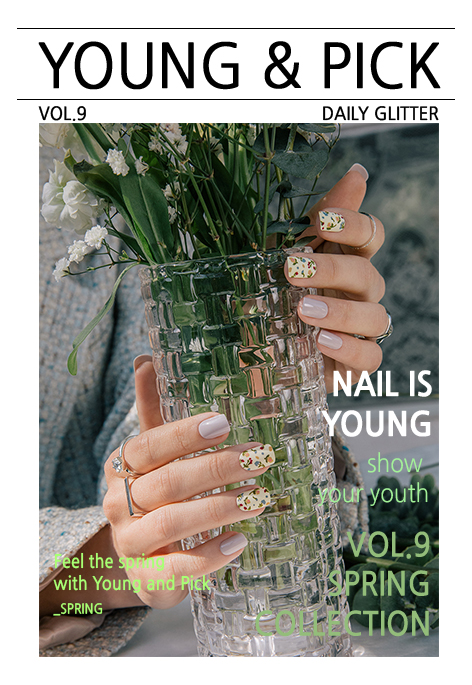 YOUNG & PICK
VOL.9 DAILY GLITTER
NAIL IS
YOUNG
show
your youth
VOL.9
SPRING
COLLECTION
Feel the spring
with Young and Pick
_SPRING